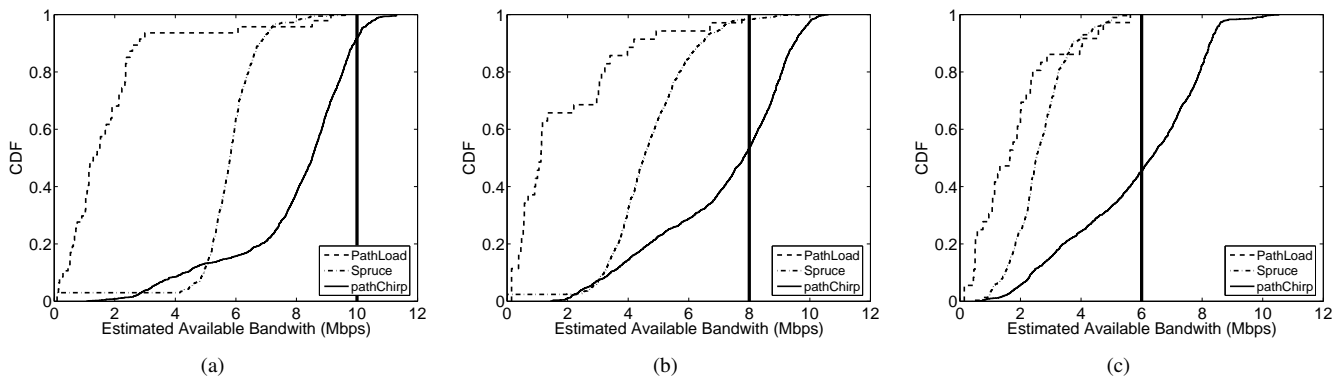 1
0.8
0.6
0.4
0.2
0
CDF
0 2 4 6 8 10 12
Estimated Available Bandwith (Mbps)
PathLoad
Spruce
pathChirp
(a)
1
0.8
0.6
0.4
0.2
0
CDF
0 2 4 6 8 10 12
Estimated Available Bandwith (Mbps)
PathLoad
Spruce
pathChirp
(b)
1
0.8
0.6
0.4
0.2
0
CDF
0 2 4 6 8 10 12
Estimated Available Bandwith (Mbps)
PathLoad
Spruce
pathChirp
(c)